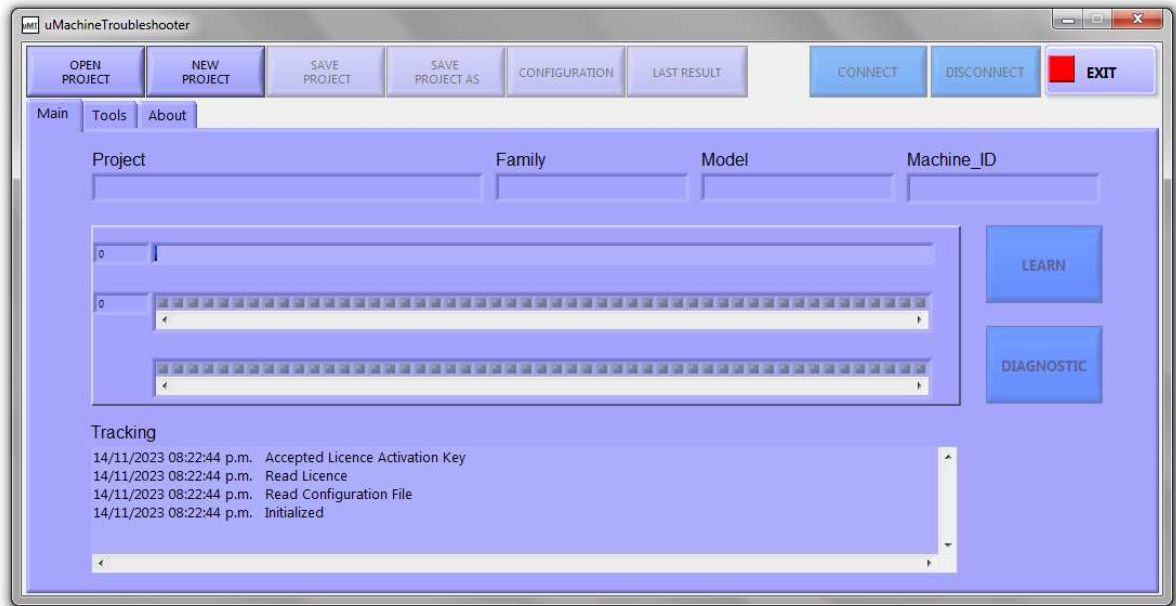 uMT uMachineTroubleshooter
OPEN PROJECT
NEW PROJECT
SAVE PROJECT
SAVE PROJECT AS
CONFIGURATION
LAST RESULT
CONNECT
DISCONNECT
EXIT
Main Tools About
Project Family Model Machine_ID
0
LEARN
0
DIAGNOSTIC
Tracking
14/11/2023 08:22:44 p.m. Accepted Licence Activation Key
14/11/2023 08:22:44 p.m. Read Licence
14/11/2023 08:22:44 p.m. Read Configuration File
14/11/2023 08:22:44 p.m. Initialized